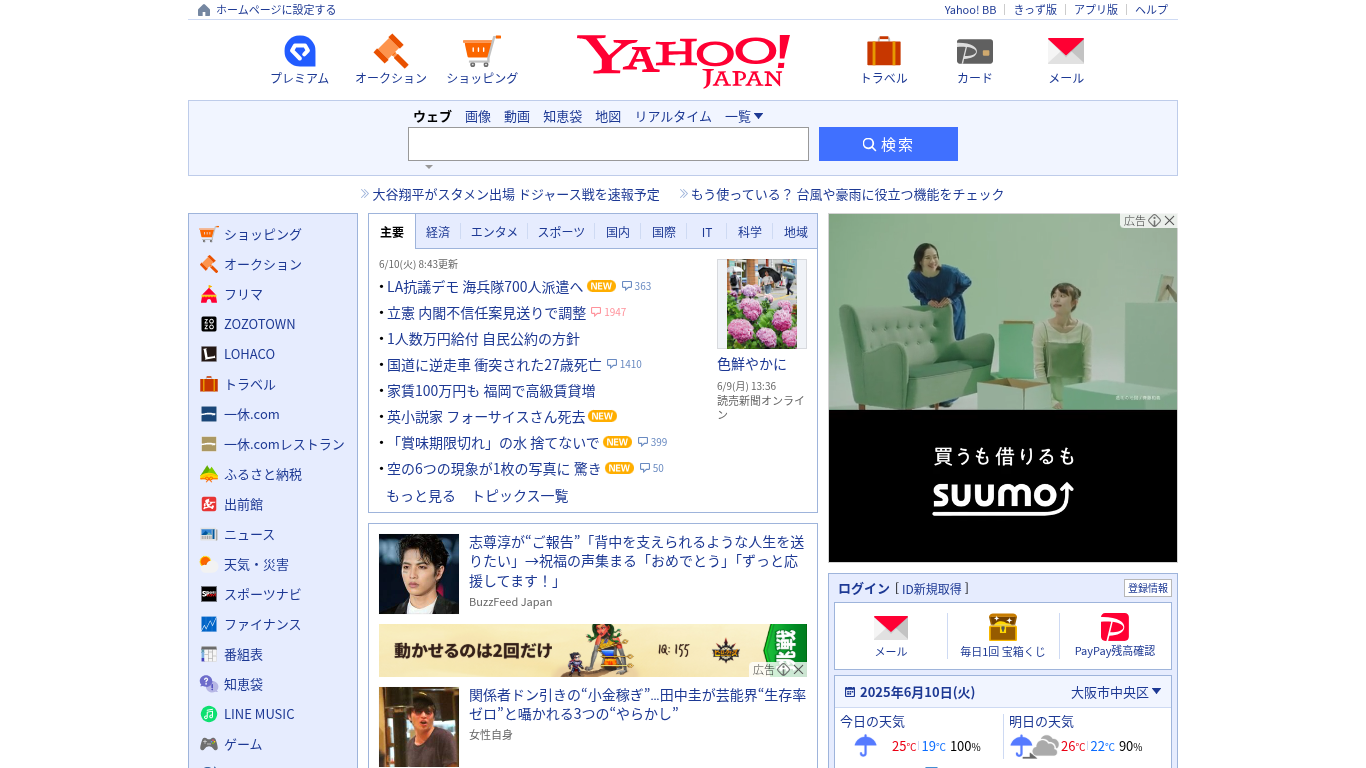 ホームページに設定する
Yahoo! BB
きっず版
アプリ版
ヘルプ
プレミアム
オークション
ショッピング
YAHOO!
JAPAN
トラベル
カード
メール
ウェブ 画像 動画 知恵袋 地図 リアルタイム 一覧
検索
大谷翔平がスタメン出場 ドジャース戦を速報予定
もう使っている？ 台風や豪雨に役立つ機能をチェック
ショッピング
オークション
フリマ
ZOZOTOWN
LOHACO
トラベル
一休.com
一休.comレストラン
ふるさと納税
出前館
ニュース
天気・災害
スポーツナビ
ファイナンス
番組表
知恵袋
LINE MUSIC
ゲーム
主要 経済 エンタメ スポーツ 国内 国際 IT 科学 地域
6/10(火) 8:43更新
LA抗議デモ 海兵隊700人派遣へ NEW 363
立憲 内閣不信任案見送りで調整 1947
1人数万円給付 自民公約の方針
国道に逆走車 衝突された27歳死亡 1410
家賃100万円も 福岡で高級賃貸増
英小説家 フォーサイスさん死去 NEW
「賞味期限切れ」の水 捨てないで NEW 399
空の6つの現象が1枚の写真に 驚き NEW 50
もっと見る トピックス一覧
色鮮やかに
6/9(月) 13:36
読売新聞オンライ
ン
志尊淳が“ご報告”「背中を支えられるような人生を送
りたい」→祝福の声集まる「おめでとう」「ずっと応
援してます！」
BuzzFeed Japan
動かせるのは2回だけ
IQ: 155
広告
関係者ドン引きの“小金稼ぎ”…田中圭が芸能界“生存率
ゼロ”と囁かれる3つの“やらかし”
女性自身
広告
買うも 借りるも
suumo
ログイン [ ID新規取得 ]
登録情報
メール
毎日1回 宝箱くじ
PayPay残高確認
2025年6月10日(火)
大阪市中央区
今日の天気
25℃ 19℃ 100%
明日の天気
26℃ 22℃ 90%